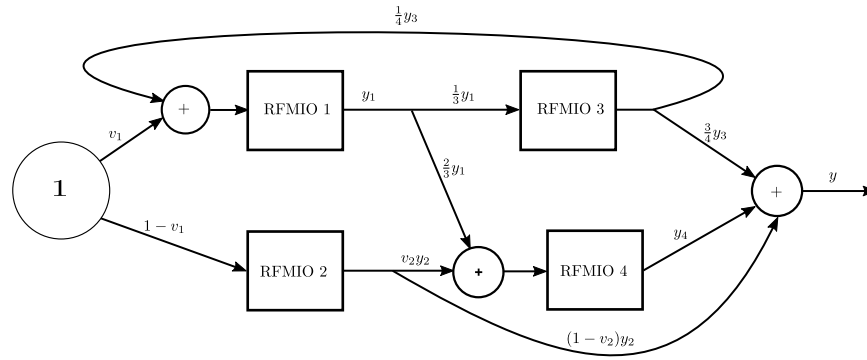 1/4 y₃
+
RFMIO 1
y₁
1/3 y₁
RFMIO 3
v₁
2/3 y₁
3/4 y₃
1
+
y
1 − v₁
y₄
RFMIO 2
v₂y₂
+
RFMIO 4
(1 − v₂)y₂